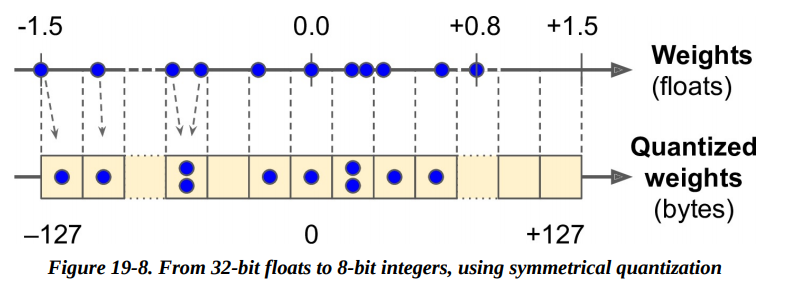 -1.5 0.0 +0.8 +1.5
Weights
(floats)
Quantized
weights
(bytes)
–127 0 +127
Figure 19-8. From 32-bit floats to 8-bit integers, using symmetrical quantization